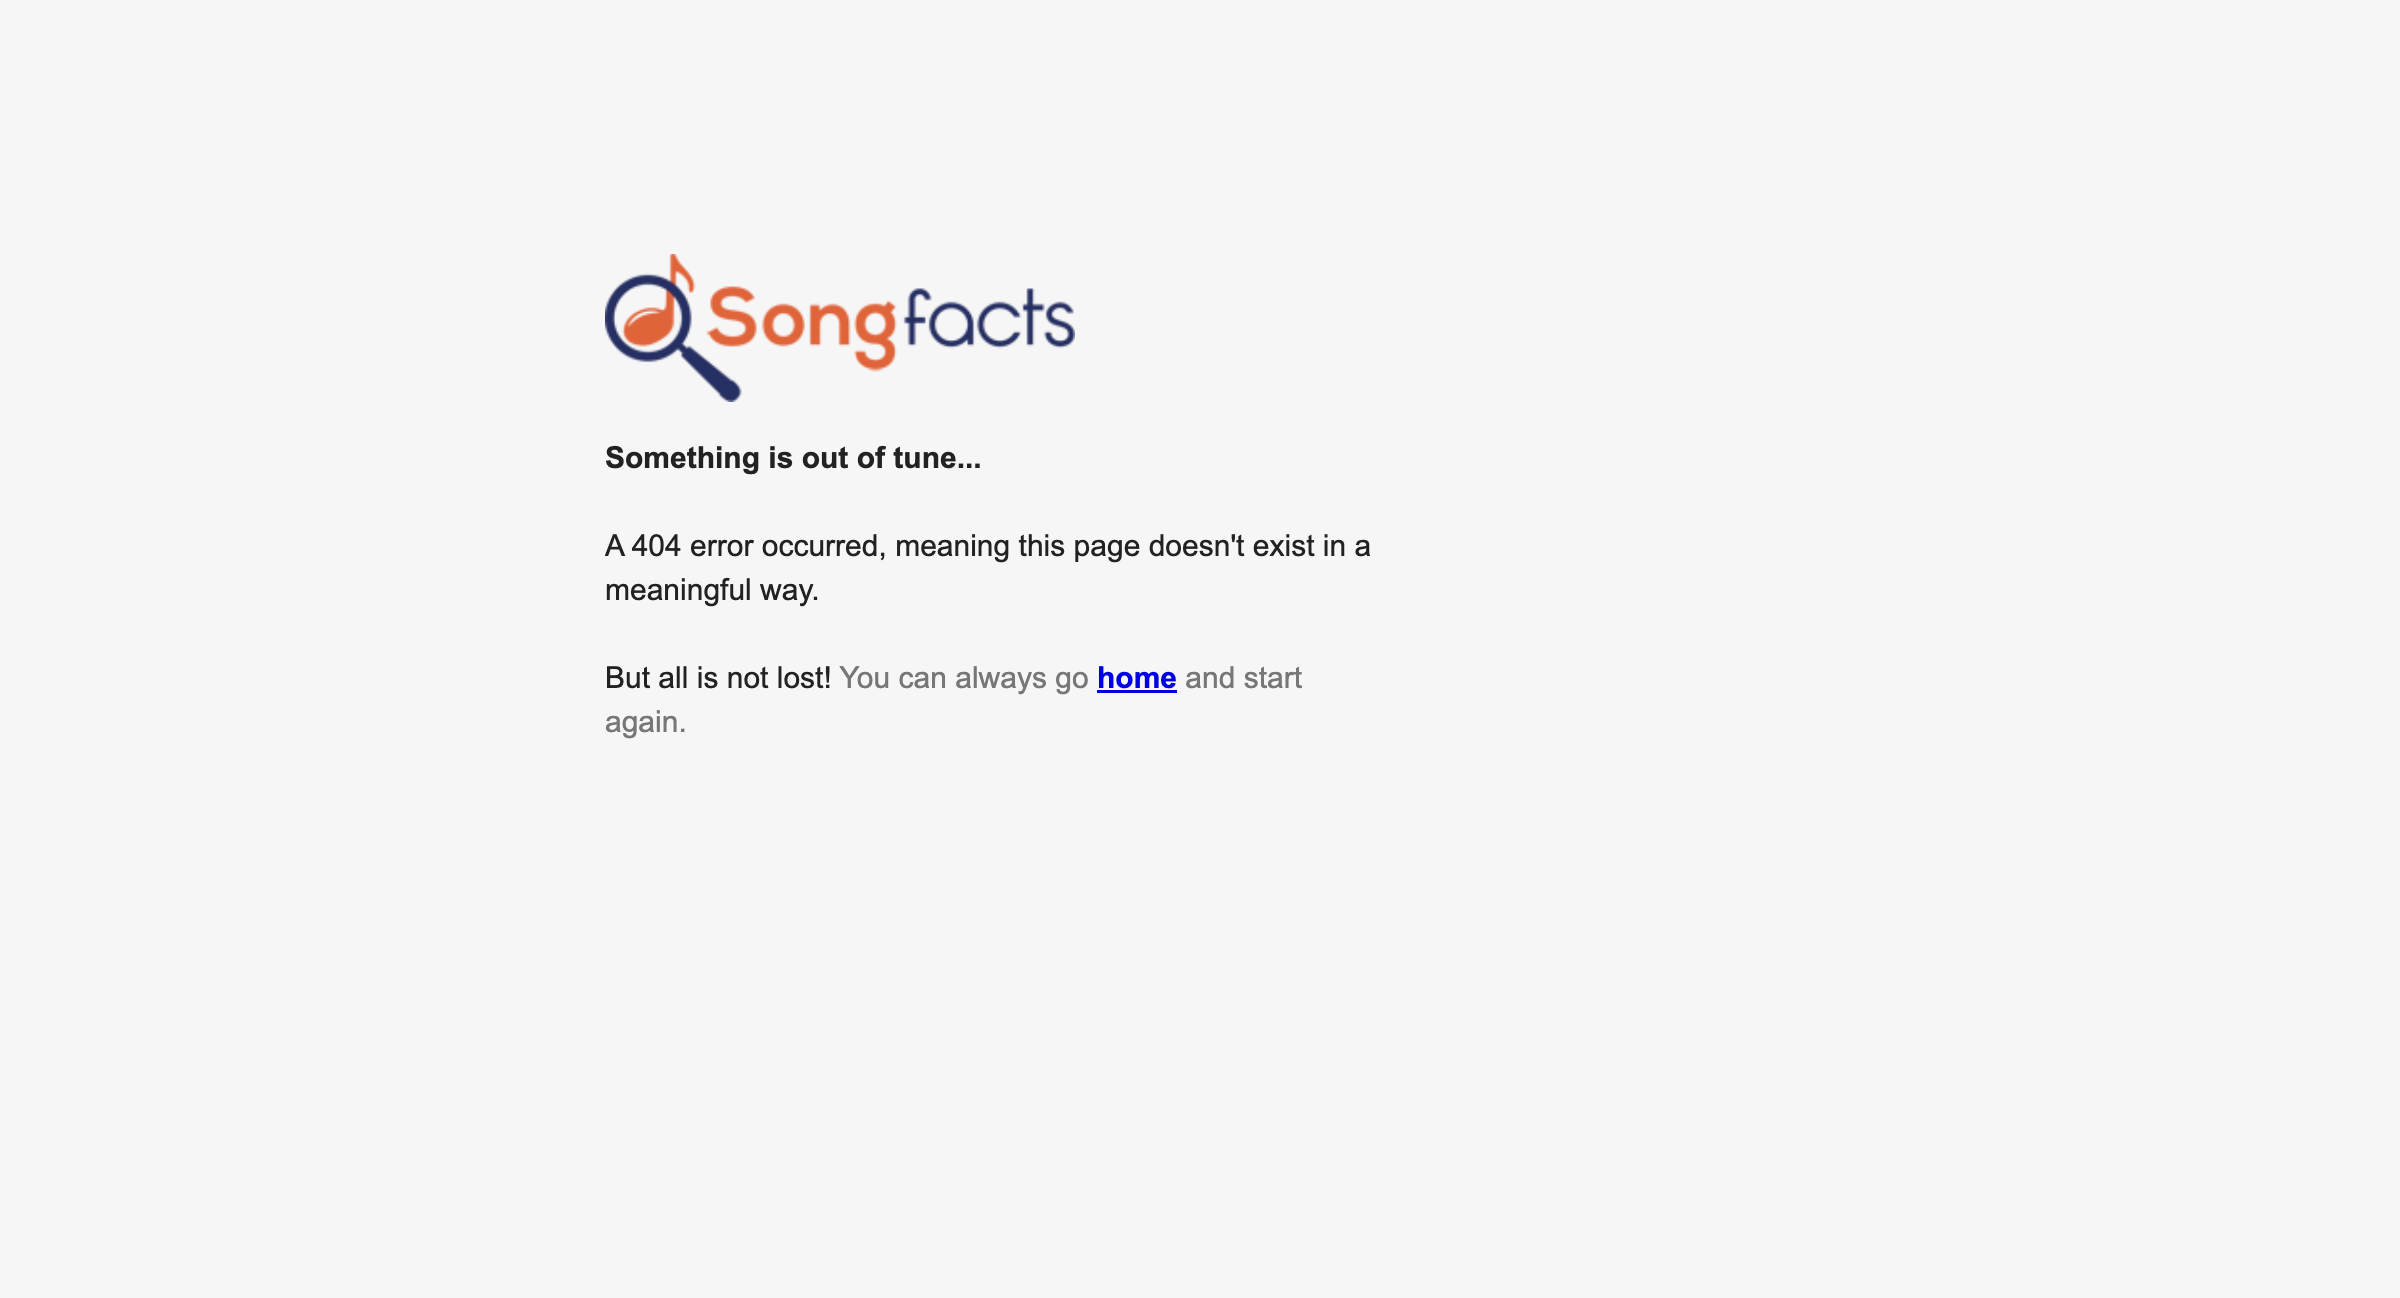 Songfacts
Something is out of tune...
A 404 error occurred, meaning this page doesn't exist in a
meaningful way.
But all is not lost! You can always go home and start
again.